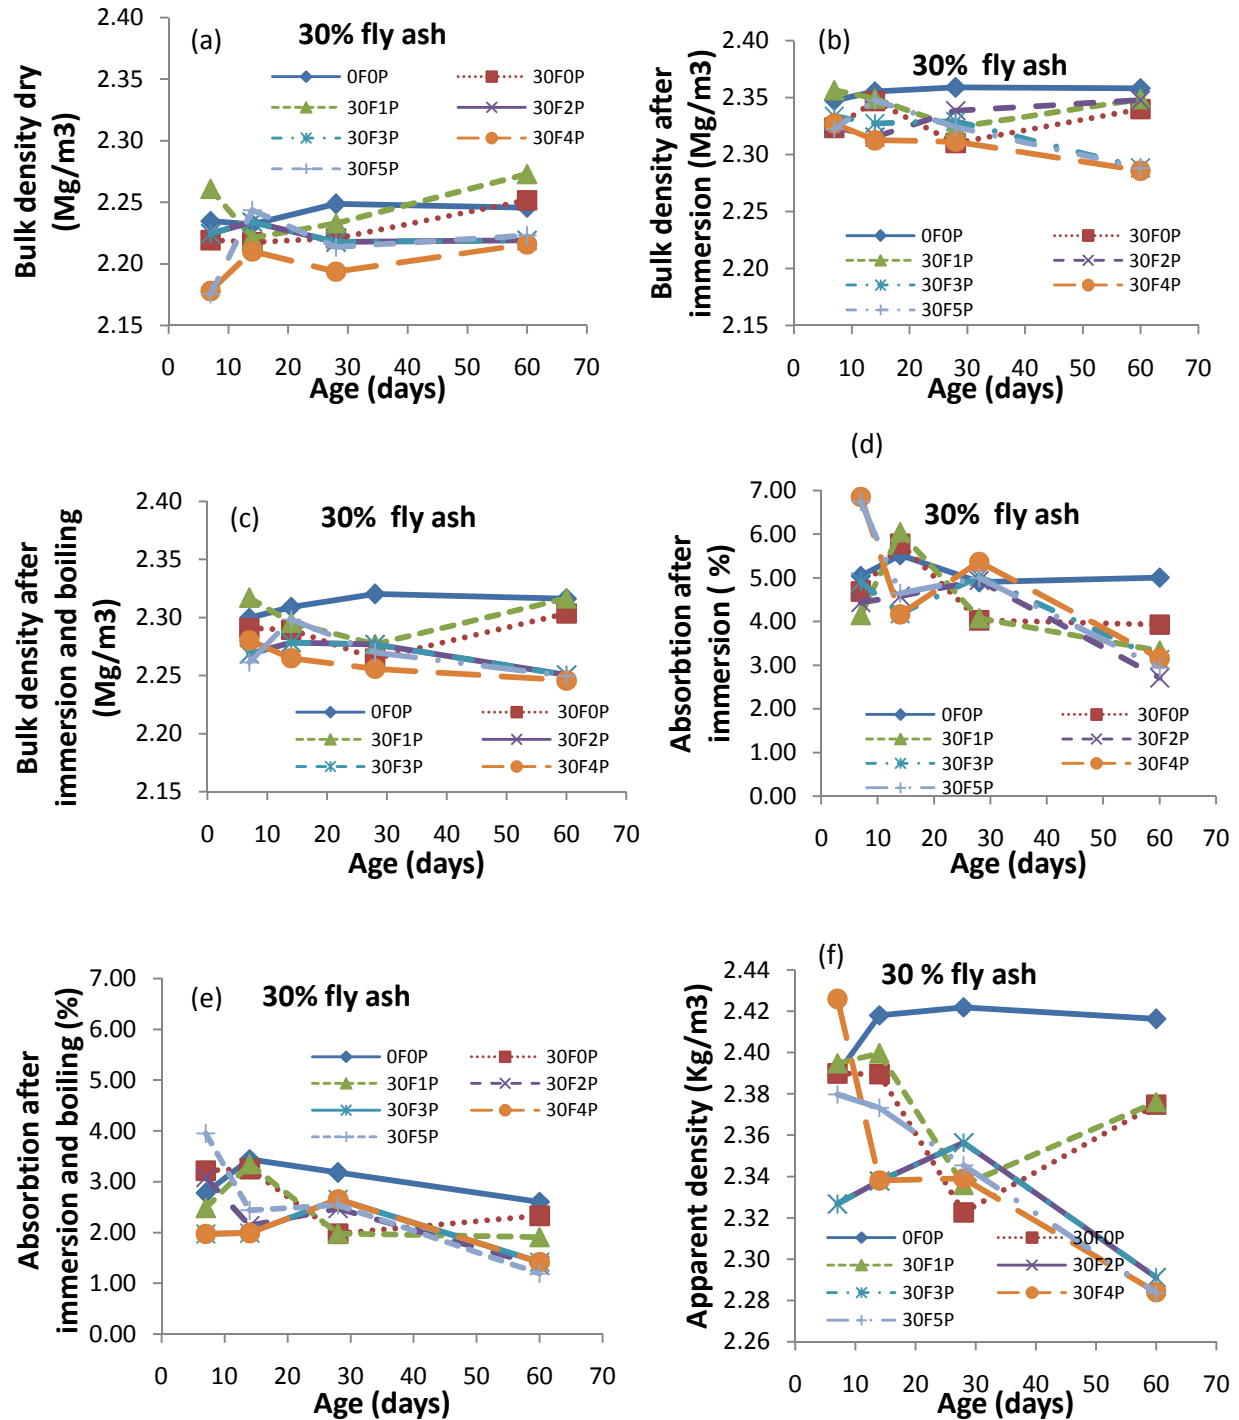 (a) 30% fly ash
0F0P 30F0P
30F1P 30F2P
30F3P 30F4P
30F5P
Bulk density dry
(Mg/m3)
2.40
2.35
2.30
2.25
2.20
2.15
0 10 20 30 40 50 60 70
Age (days)
(b)
30% fly ash
0F0P 30F0P
30F1P 30F2P
30F3P 30F4P
30F5P
Bulk density after
immersion (Mg/m3)
2.40
2.35
2.30
2.25
2.20
2.15
0 10 20 30 40 50 60 70
Age (days)
(c) 30% fly ash
0F0P 30F0P
30F1P 30F2P
30F3P 30F4P
Bulk density after
immersion and boiling
(Mg/m3)
2.40
2.35
2.30
2.25
2.20
2.15
0 10 20 30 40 50 60 70
Age (days)
(d)
30% fly ash
0F0P 30F0P
30F1P 30F2P
30F3P 30F4P
30F5P
Absorbtion after
immersion ( %)
7.00
6.00
5.00
4.00
3.00
2.00
1.00
0.00
0 10 20 30 40 50 60 70
Age (days)
(e) 30% fly ash
0F0P 30F0P
30F1P 30F2P
30F3P 30F4P
30F5P
Absorbtion after
immersion and boiling (%)
7.00
6.00
5.00
4.00
3.00
2.00
1.00
0.00
0 10 20 30 40 50 60 70
Age (days)
(f)
30 % fly ash
0F0P 30F0P
30F1P 30F2P
30F3P 30F4P
30F5P
Apparent density (Kg/m3)
2.44
2.42
2.40
2.38
2.36
2.34
2.32
2.30
2.28
2.26
0 10 20 30 40 50 60 70
Age (days)